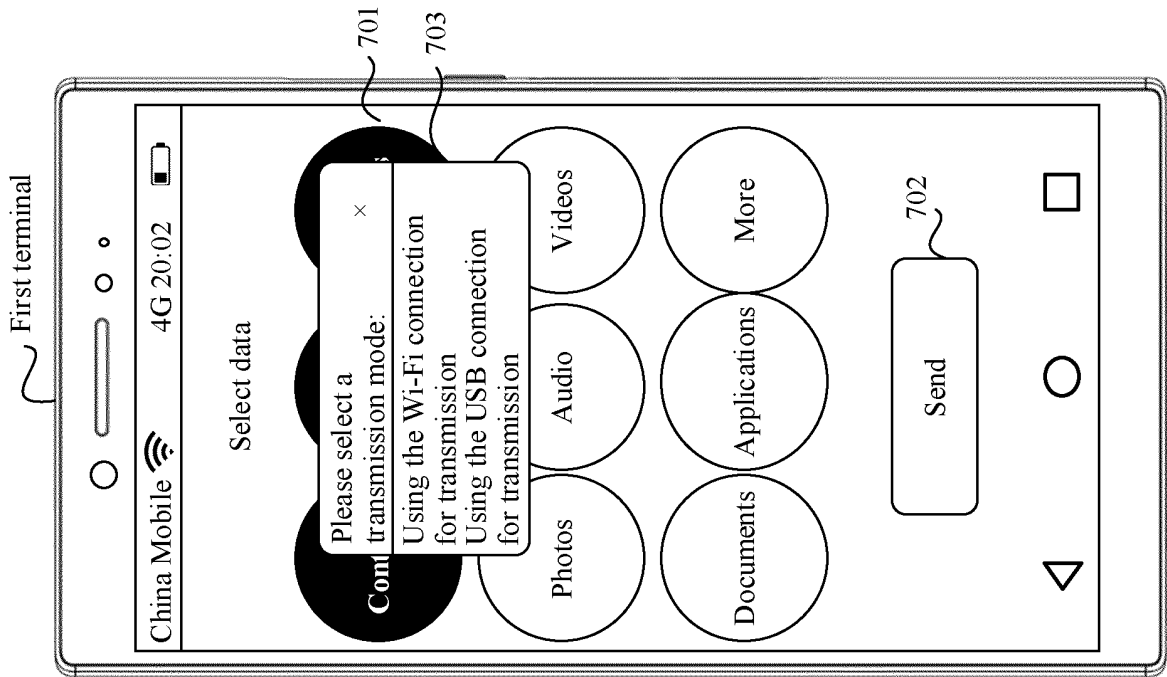 First terminal
China Mobile 4G 20:02
Select data
701
703
Please select a ×
transmission mode:
Using the Wi-Fi connection
for transmission
Using the USB connection
for transmission
Photos Audio Videos
Documents Applications More
702
Send